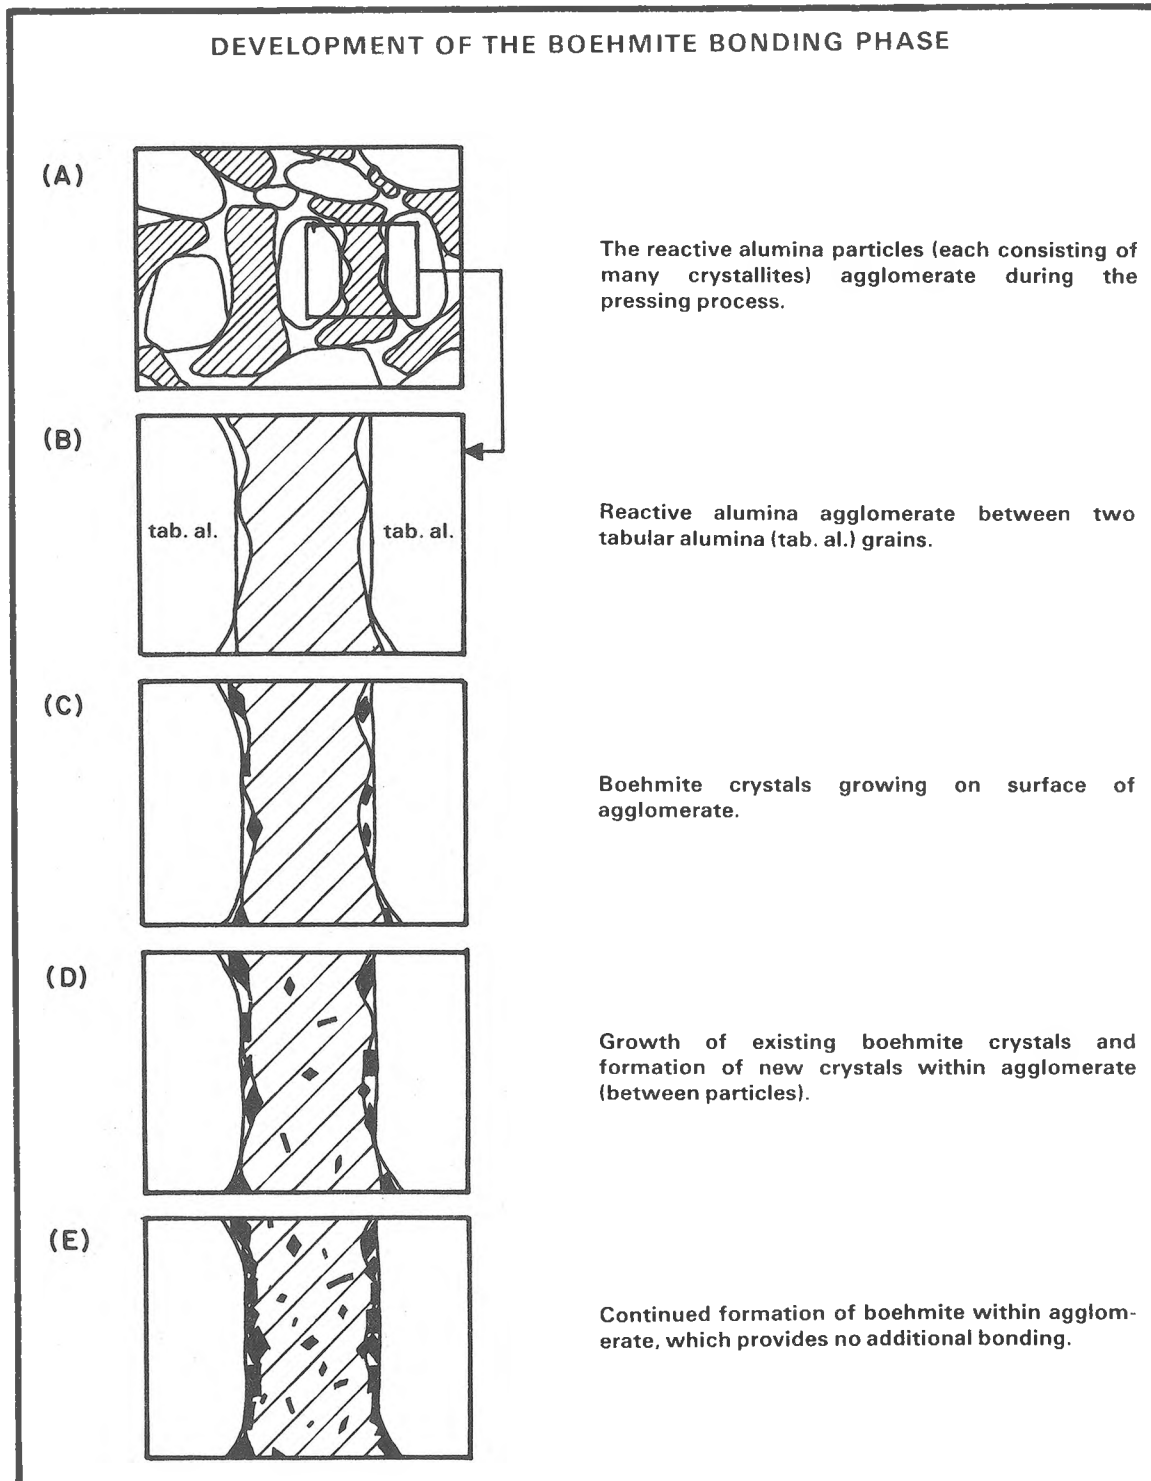 DEVELOPMENT OF THE BOEHMITE BONDING PHASE
(A)
The reactive alumina particles (each consisting of
many crystallites) agglomerate during the
pressing process.
(B)
tab. al.
tab. al.
Reactive alumina agglomerate between two
tabular alumina (tab. al.) grains.
(C)
Boehmite crystals growing on surface of
agglomerate.
(D)
Growth of existing boehmite crystals and
formation of new crystals within agglomerate
(between particles).
(E)
Continued formation of boehmite within agglom-
erate, which provides no additional bonding.